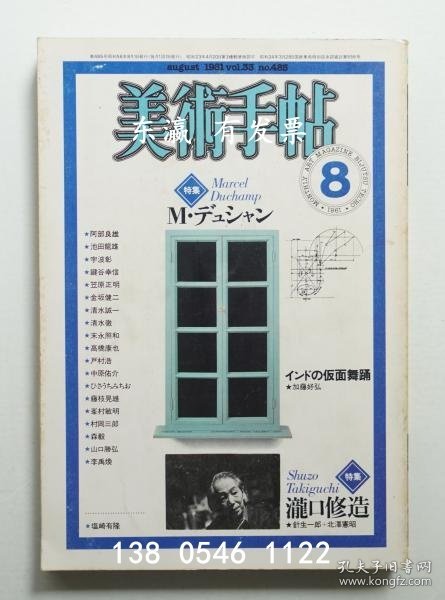 august 1981 vol.33 no.485
美術手帖
东瀛 有发票
MONTHLY ART MAGAZINE BIJUTSU TECHO
8
1981
特集
Marcel
Duchamp
M・デュシャン
★阿部良雄
★池田龍雄
★宇波彰
★鍵谷幸信
★笠原正明
★金坂健二
★清水誠一
★清水徹
★末永照和
★高橋康也
★戸村浩
★中原佑介
★ひさうちみちお
★藤枝晃雄
★峯村敏明
★村岡三郎
★森毅
★山口勝弘
★李禹煥
★塩崎有隆
インドの仮面舞踊
★加藤好弘
Shuzo
Takiguchi
特集
瀧口修造
★針生一郎+北澤憲昭
138 0546 1122
孔夫子旧书网